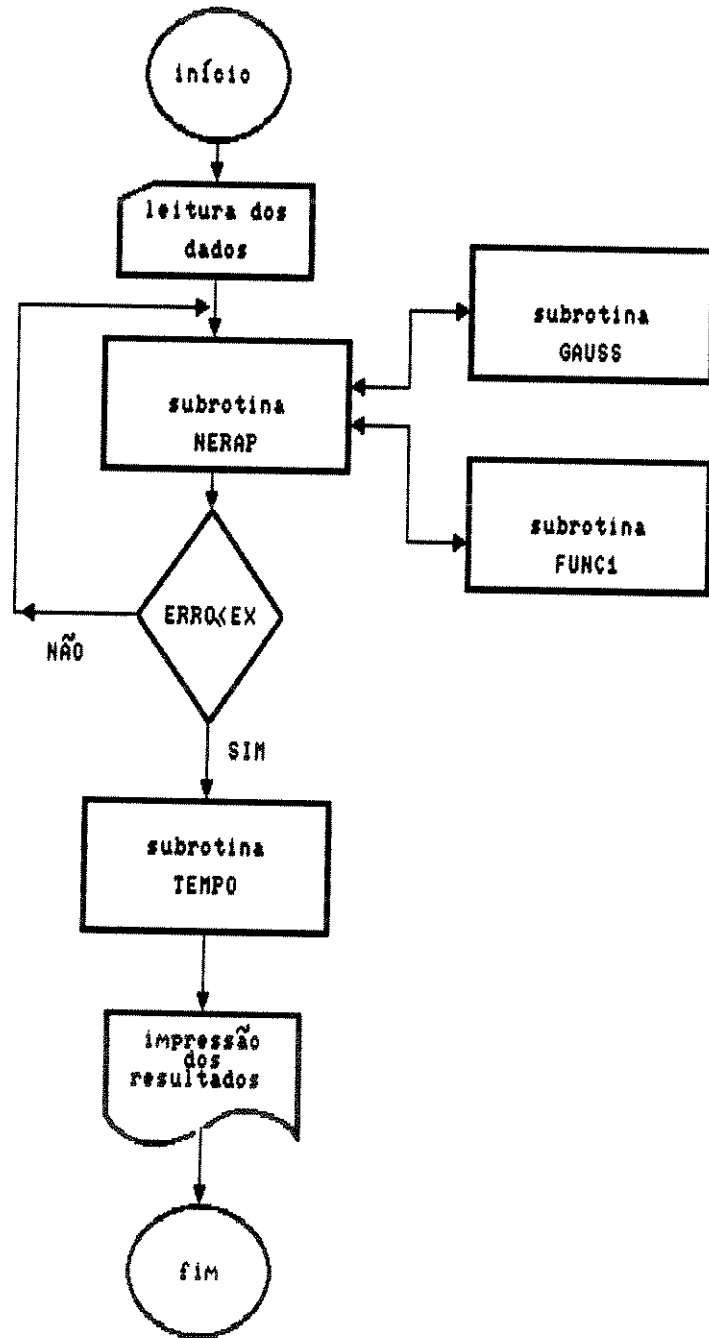 início
leitura dos
dados
subrotina
GAUSS
subrotina
NERAP
subrotina
FUNC1
ERRO≤EX
NÃO
SIM
subrotina
TEMPO
impressão
dos
resultados
fim